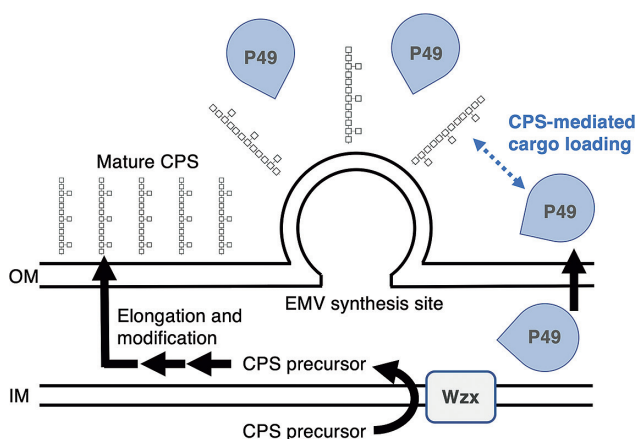 P49
P49
CPS-mediated
cargo loading
Mature CPS
P49
OM
EMV synthesis site
Elongation and
modification
P49
CPS precursor
IM
Wzx
CPS precursor